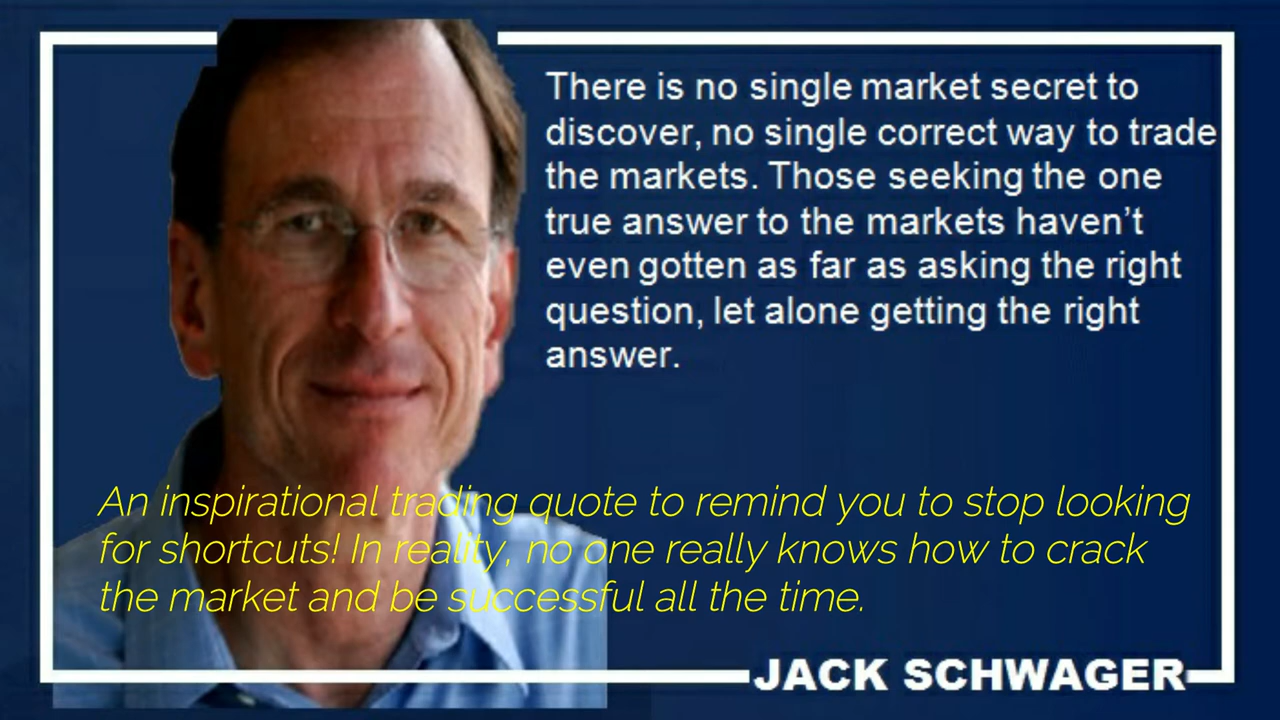 There is no single market secret to
discover, no single correct way to trade
the markets. Those seeking the one
true answer to the markets haven’t
even gotten as far as asking the right
question, let alone getting the right
answer.
An inspirational trading quote to remind you to stop looking
for shortcuts! In reality, no one really knows how to crack
the market and be successful all the time.
JACK SCHWAGER